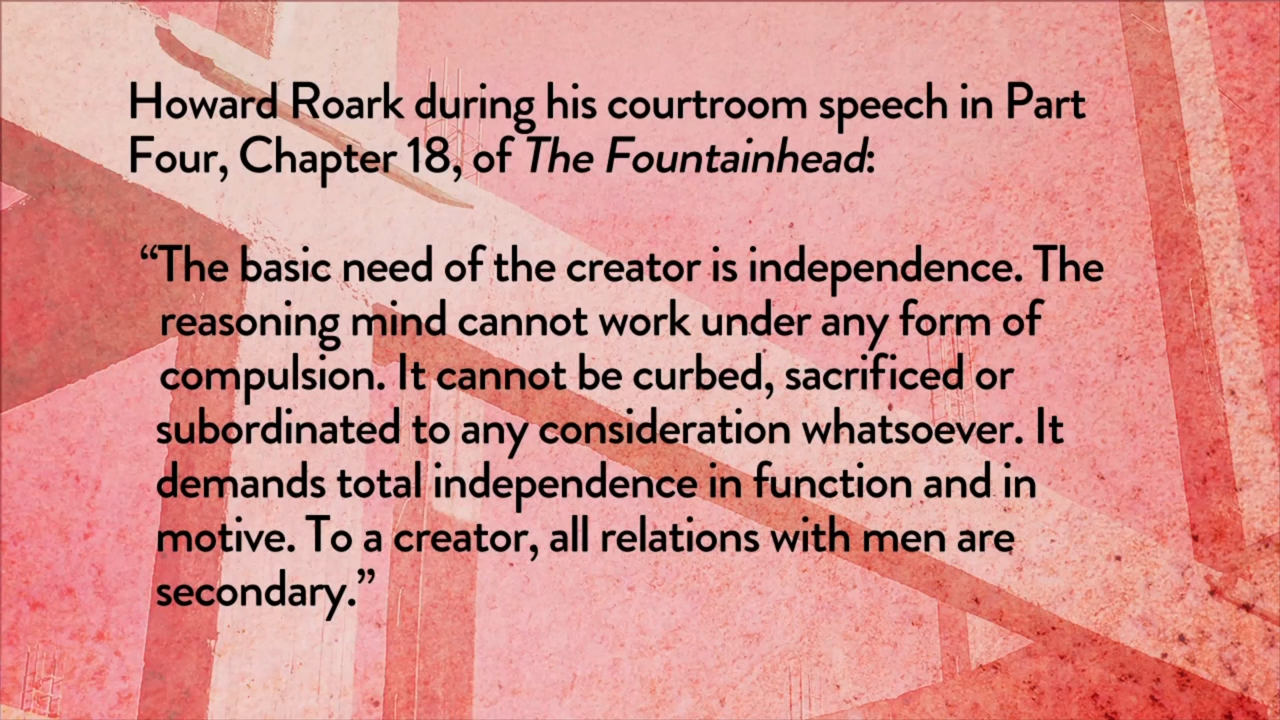 Howard Roark during his courtroom speech in Part
Four, Chapter 18, of The Fountainhead:
“The basic need of the creator is independence. The
reasoning mind cannot work under any form of
compulsion. It cannot be curbed, sacrificed or
subordinated to any consideration whatsoever. It
demands total independence in function and in
motive. To a creator, all relations with men are
secondary.”